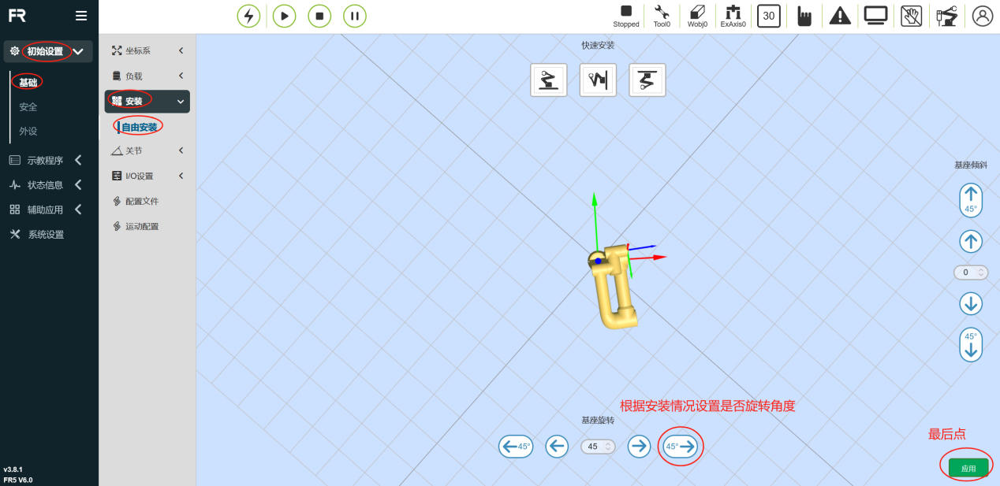 FR
Stopped
Tool0
Wobj0
ExAxis0
30
初始设置
基础
安全
外设
示教程序
状态信息
辅助应用
系统设置
坐标系
负载
安装
自由安装
关节
I/O设置
配置文件
运动配置
快速安装
基座倾斜
45°
0
45°
根据安装情况设置是否旋转角度
基座旋转
45°
45
45°
最后点
应用
v3.8.1
FR5 V6.0